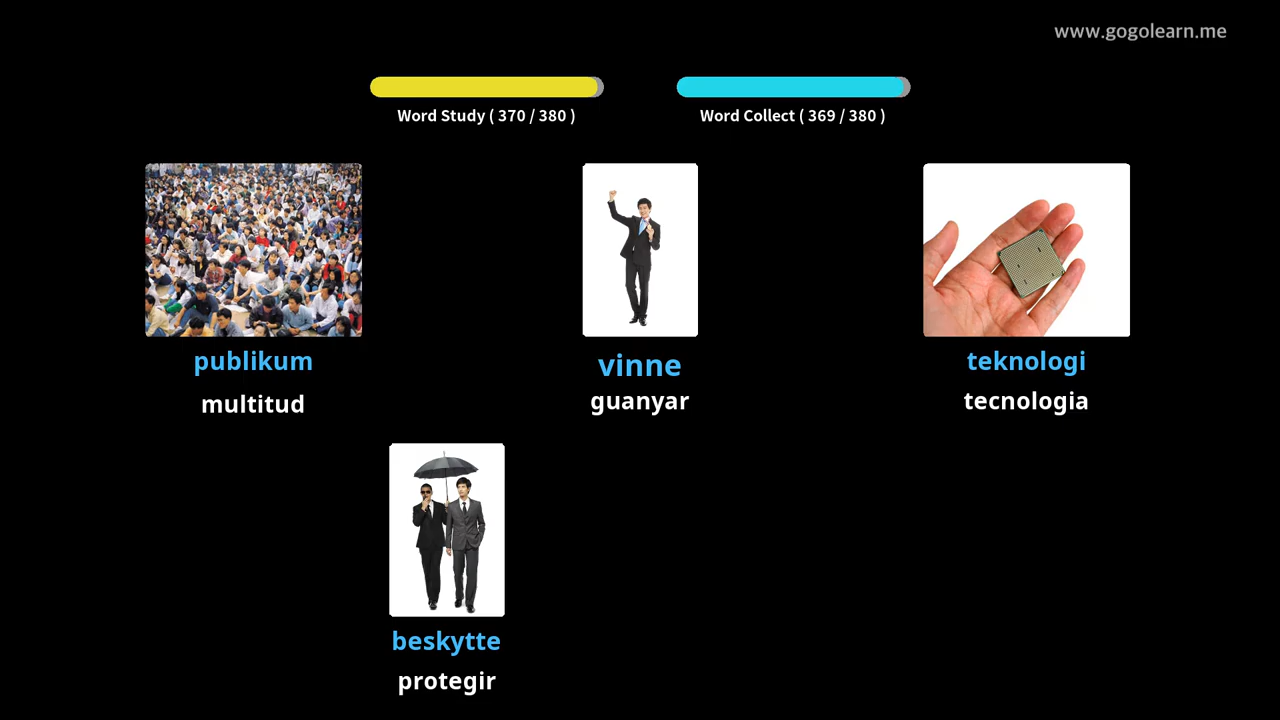 www.gogolearn.me
Word Study ( 370 / 380 )
Word Collect ( 369 / 380 )
publikum
multitud
vinne
guanyar
teknologi
tecnologia
beskytte
protegir